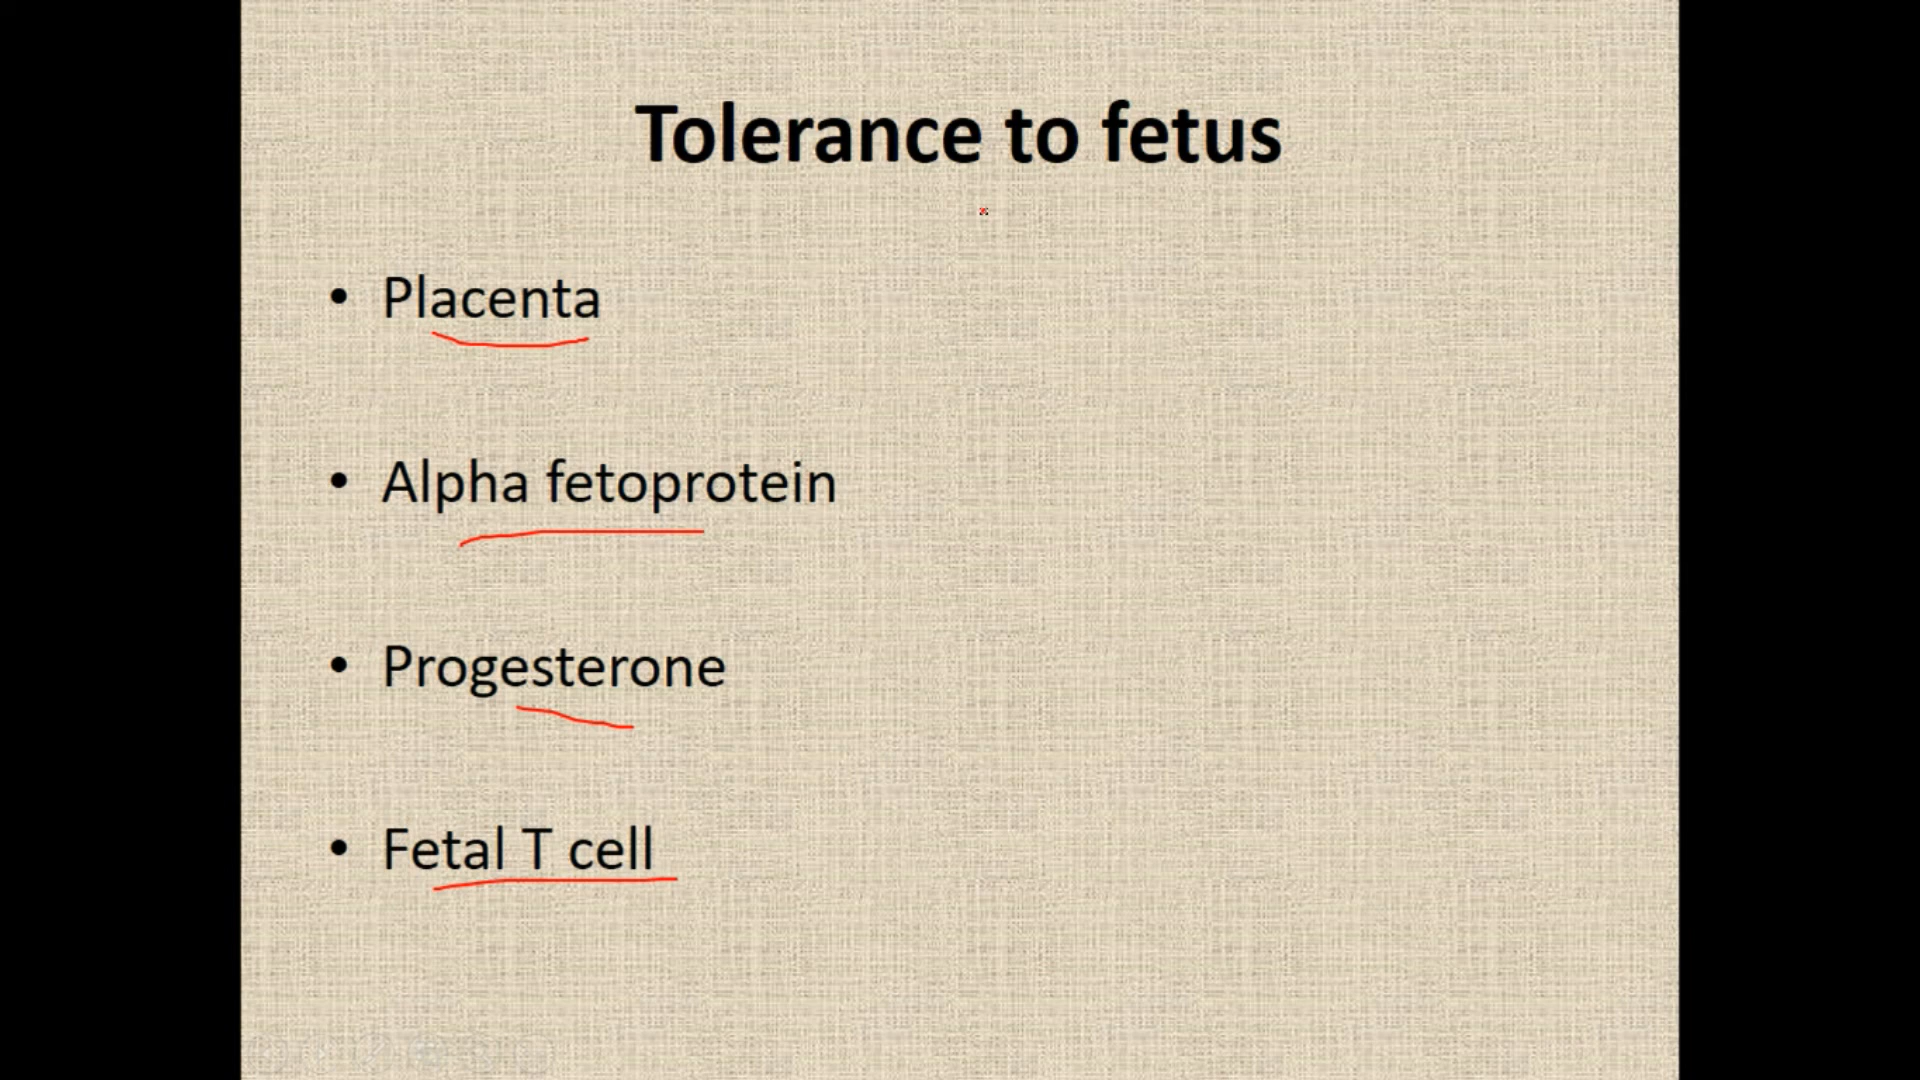 Tolerance to fetus
• Placenta
• Alpha fetoprotein
• Progesterone
• Fetal T cell